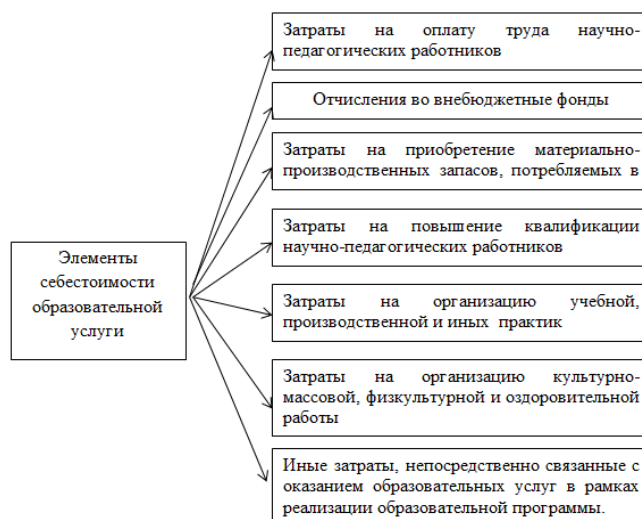 Затраты на оплату труда научно-
педагогических работников
Отчисления во внебюджетные фонды
Затраты на приобретение материально-
производственных запасов, потребляемых в
Затраты на повышение квалификации
научно-педагогических работников
Элементы
себестоимости
образовательной
услуги
Затраты на организацию учебной,
производственной и иных практик
Затраты на организацию культурно-
массовой, физкультурной и оздоровительной
работы
Иные затраты, непосредственно связанные с
оказанием образовательных услуг в рамках
реализации образовательной программы.